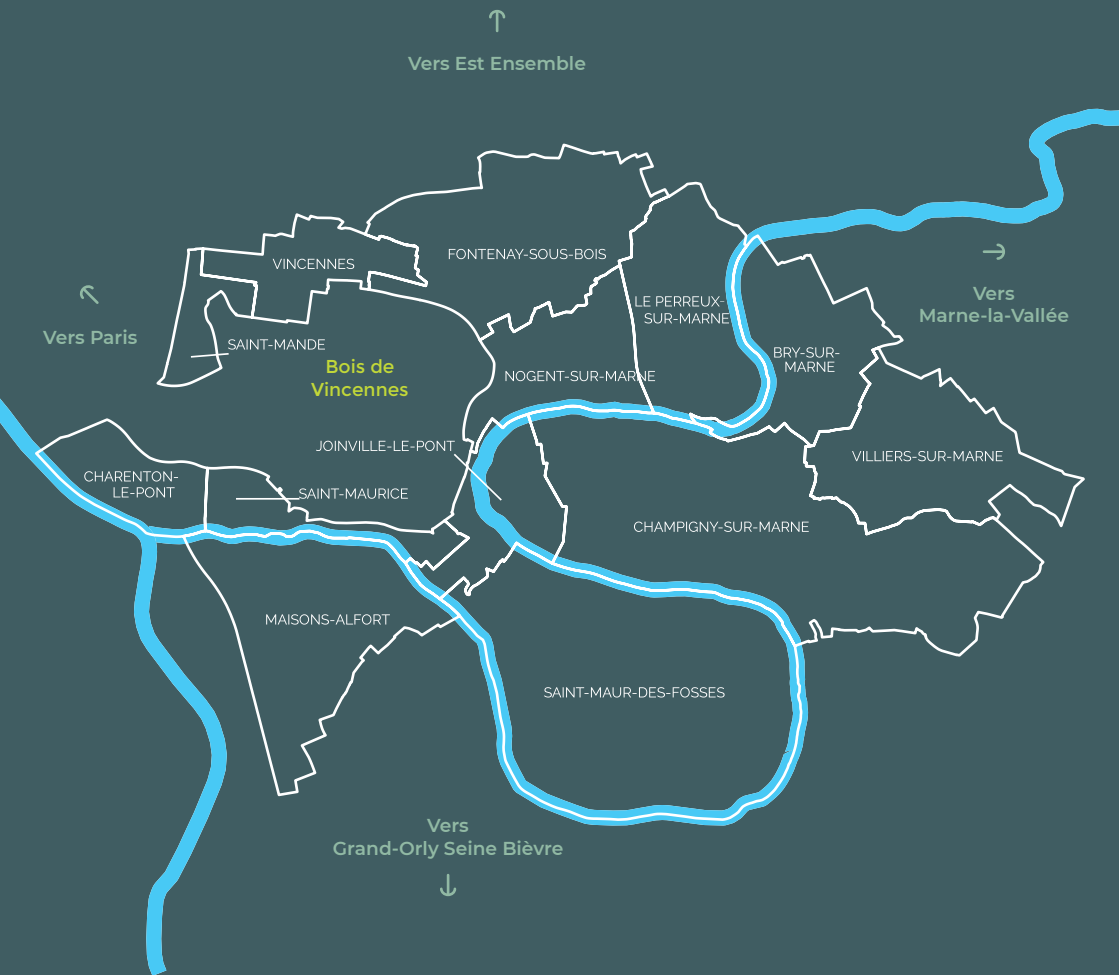 Vers Est Ensemble
FONTENAY-SOUS-BOIS
VINCENNES
Vers
Marne-la-Vallée
LE PERREUX-
SUR-MARNE
Vers Paris
SAINT-MANDE
BRY-SUR-
MARNE
Bois de
Vincennes
NOGENT-SUR-MARNE
JOINVILLE-LE-PONT
VILLIERS-SUR-MARNE
CHARENTON-
LE-PONT
SAINT-MAURICE
CHAMPIGNY-SUR-MARNE
MAISONS-ALFORT
SAINT-MAUR-DES-FOSSES
Vers
Grand-Orly Seine Bièvre